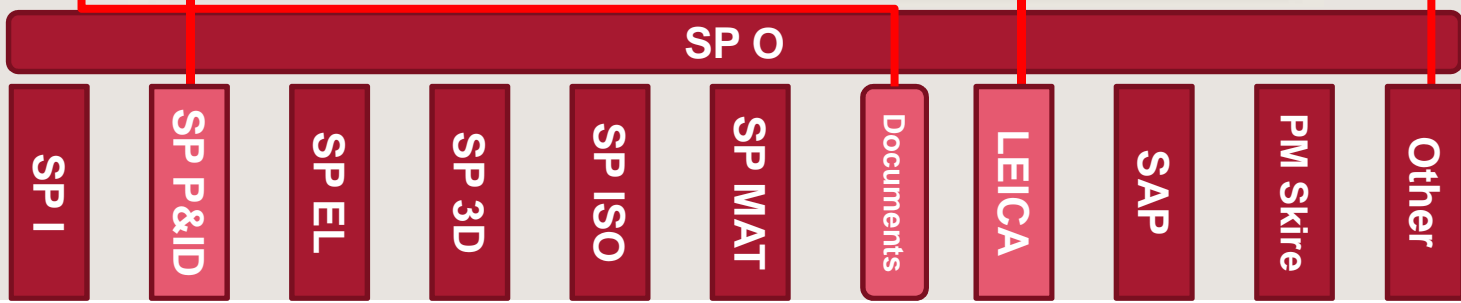 SP O
SP I
SP P&ID
SP EL
SP 3D
SP ISO
SP MAT
Documents
LEICA
SAP
PM Skire
Other